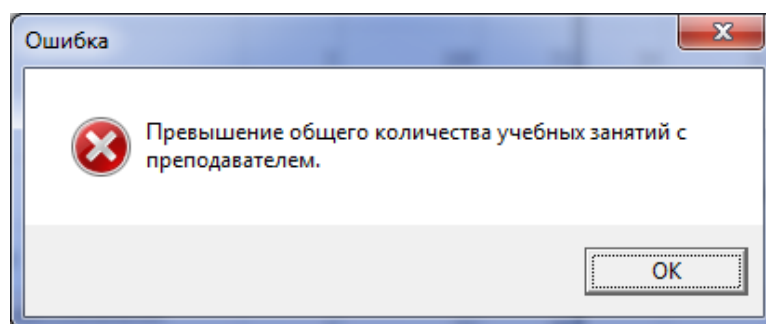 Ошибка
Превышение общего количества учебных занятий с
преподавателем.
OK